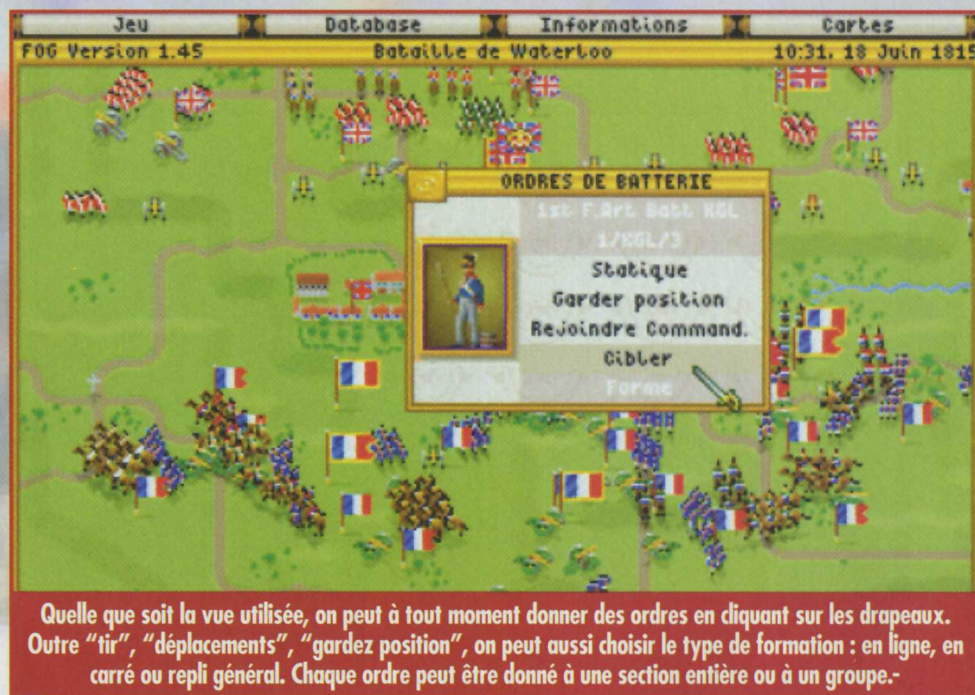 Jeu Database Informations Cartes
FOG Version 1.45 Bataille de Waterloo 10:31, 18 Juin 1815
ORDRES DE BATTERIE
1st F.Art Batt KGL
1/KGL/3
Statique
Garder position
Rejoindre Command.
Cibler
Forme
Quelle que soit la vue utilisée, on peut à tout moment donner des ordres en cliquant sur les drapeaux.
Outre “tir”, “déplacements”, “gardez position”, on peut aussi choisir le type de formation : en ligne, en
carré ou repli général. Chaque ordre peut être donné à une section entière ou à un groupe.-